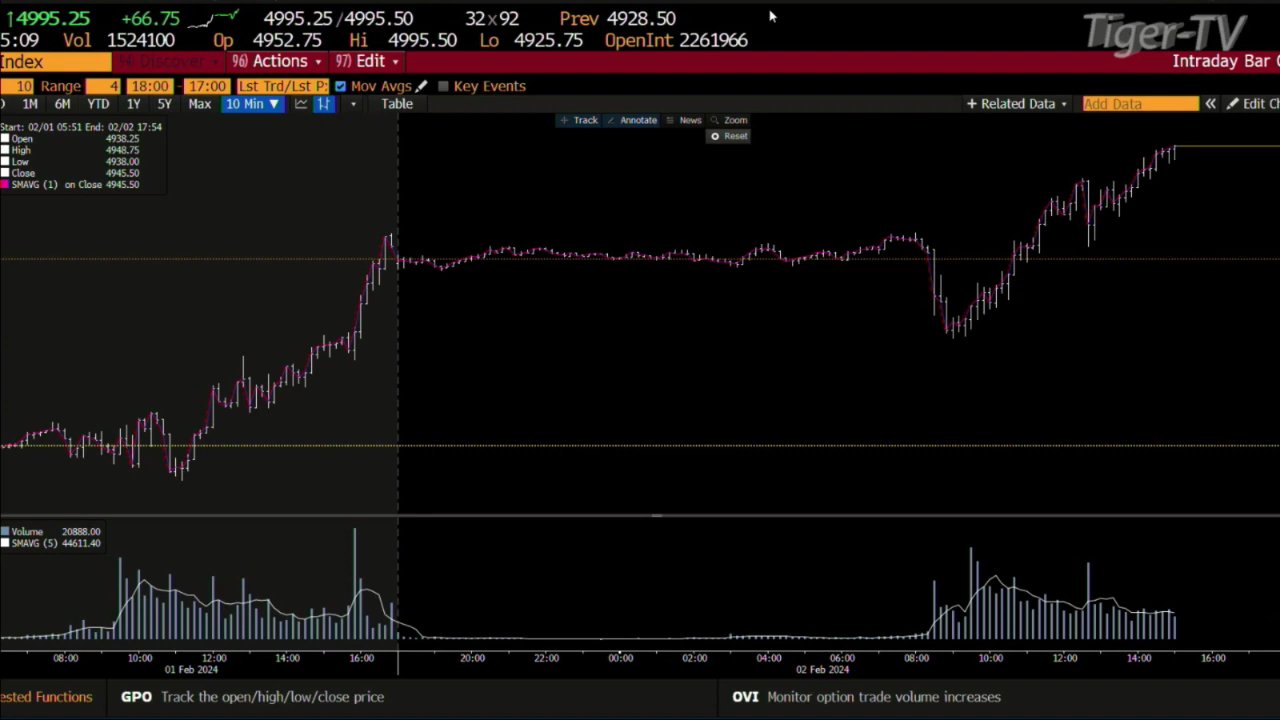 ↑4995.25 +66.75 4995.25/4995.50 32x92 Prev 4928.50
Tiger-TV
5:09 Vol 1524100 Op 4952.75 Hi 4995.50 Lo 4925.75 OpenInt 2261966
Index 94) Discover 96) Actions 97) Edit Intraday Bar C
10 Range 4 18:00 - 17:00 Lst Trd/Lst P: Mov Avgs Key Events
D 1M 6M YTD 1Y 5Y Max 10 Min ▼ Table + Related Data Add Data « Edit Ch
Track Annotate News Zoom
Reset
Start: 02/01 05:51 End: 02/02 17:54
Open 4938.25
High 4948.75
Low 4938.00
Close 4945.50
SMAVG (1) on Close 4945.50
Volume 20888.00
SMAVG (5) 44611.40
08:00 10:00 12:00 14:00 16:00 20:00 22:00 00:00 02:00 04:00 06:00 08:00 10:00 12:00 14:00 16:00
01 Feb 2024 02 Feb 2024
ested Functions GPO Track the open/high/low/close price OVI Monitor option trade volume increases